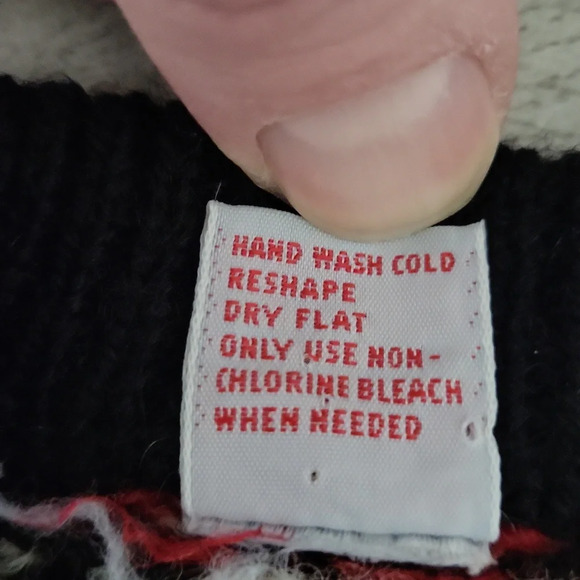 HAND WASH COLD
RESHAPE
DRY FLAT
ONLY USE NON-
CHLORINE BLEACH
WHEN NEEDED